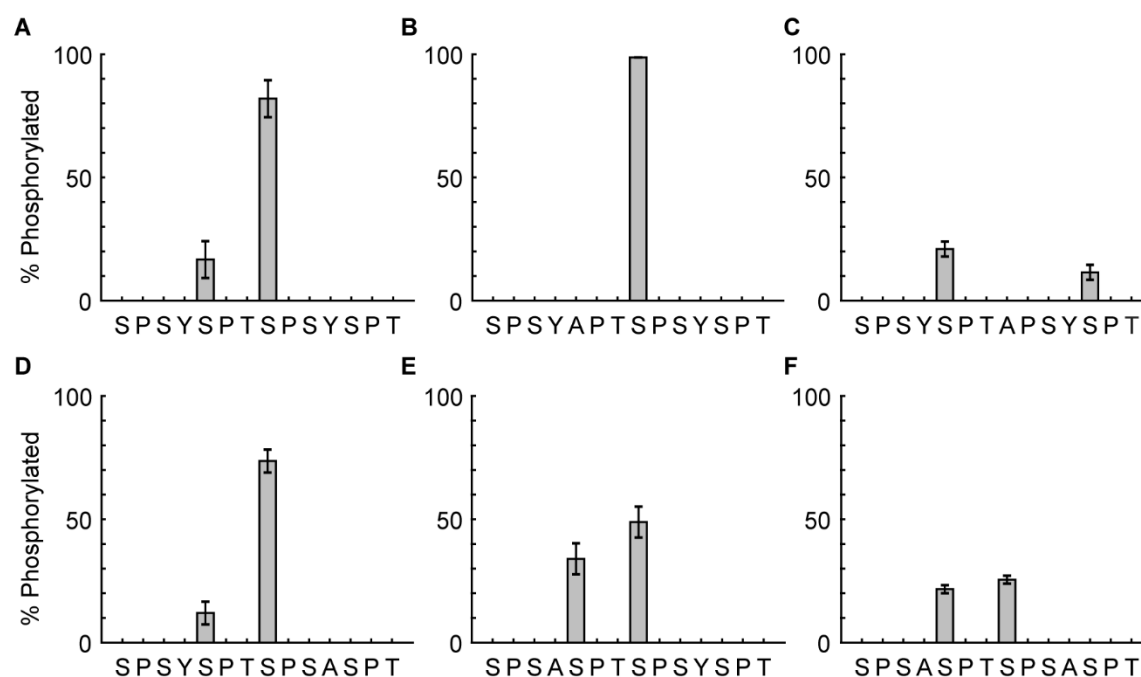 A B C
100 100 100
% Phosphorylated
50 50 50
0 0 0
S P S Y S P T S P S Y S P T S P S Y A P T S P S Y S P T S P S Y S P T A P S Y S P T
D E F
100 100 100
% Phosphorylated
50 50 50
0 0 0
S P S Y S P T S P S A S P T S P S A S P T S P S Y S P T S P S A S P T S P S A S P T